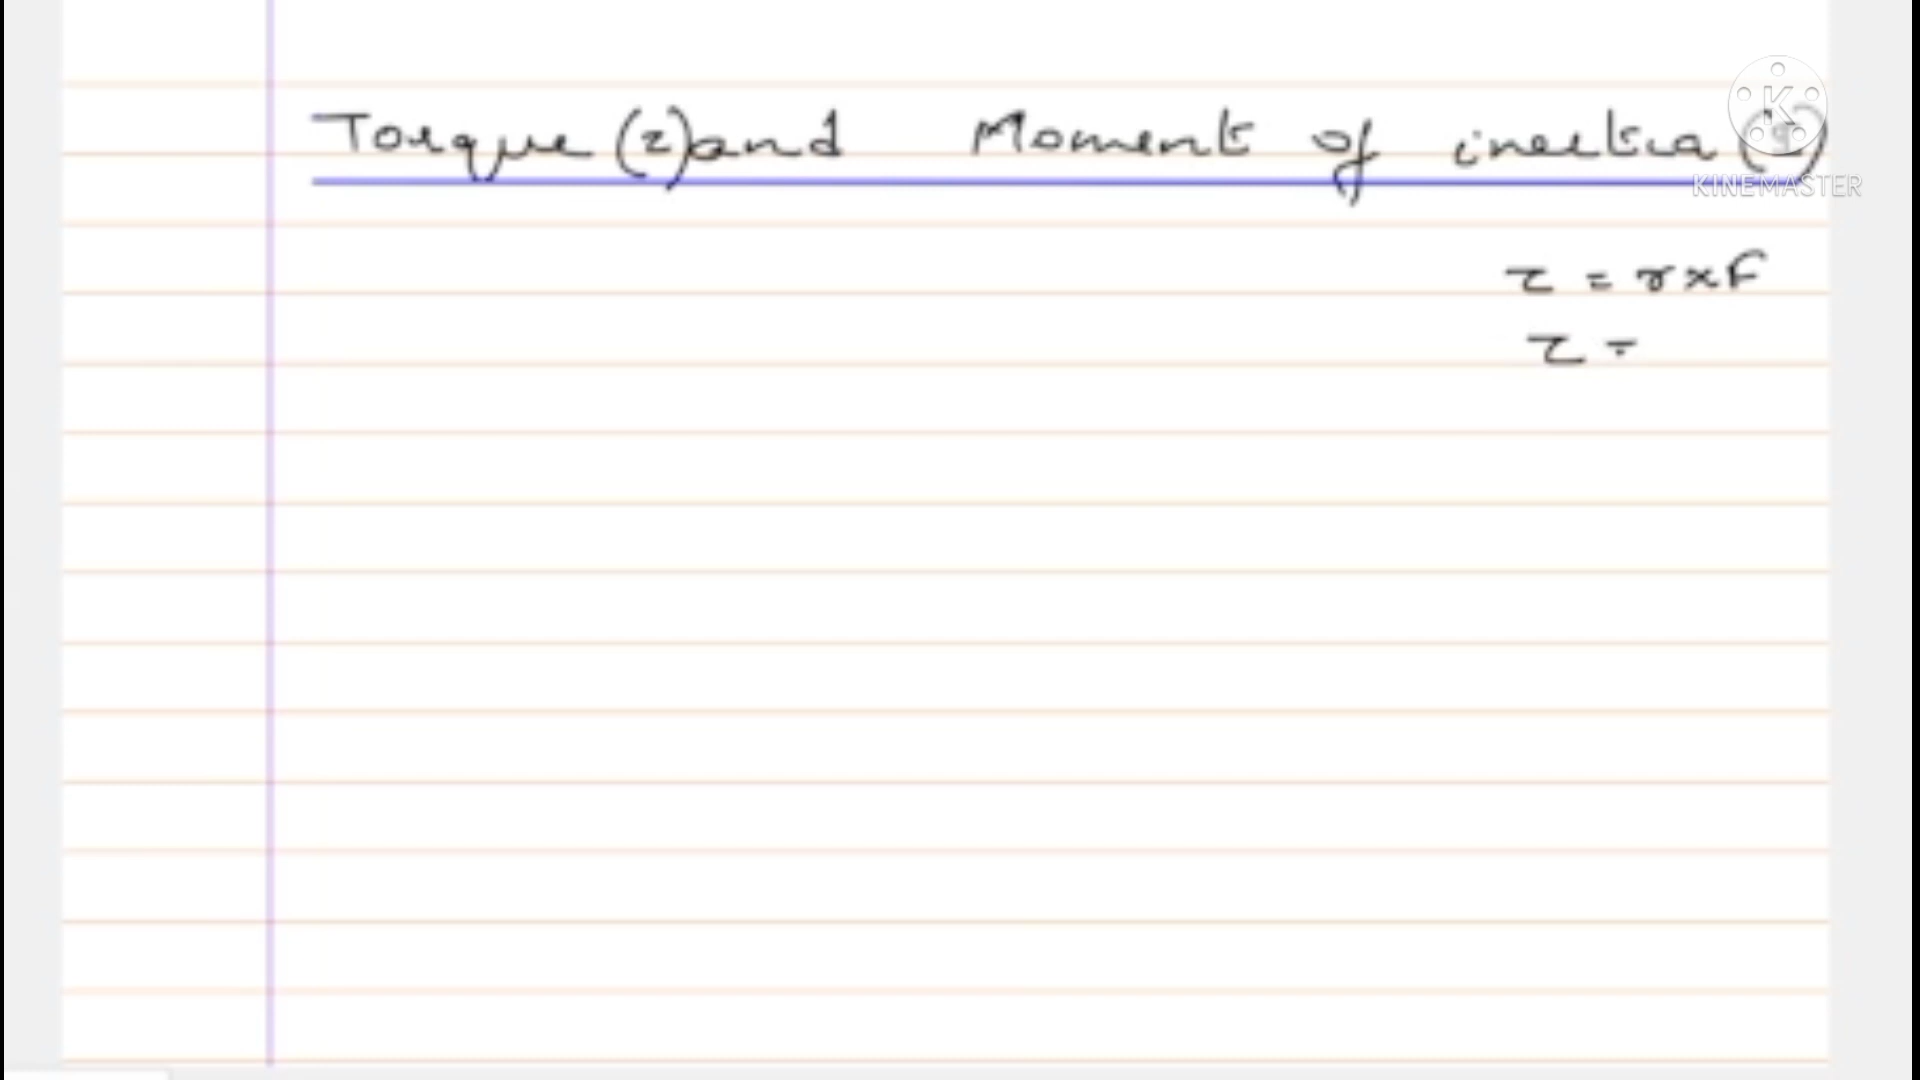 Torque (τ) and Moment of inertia (I)
KINEMASTER
τ = r×F
τ =